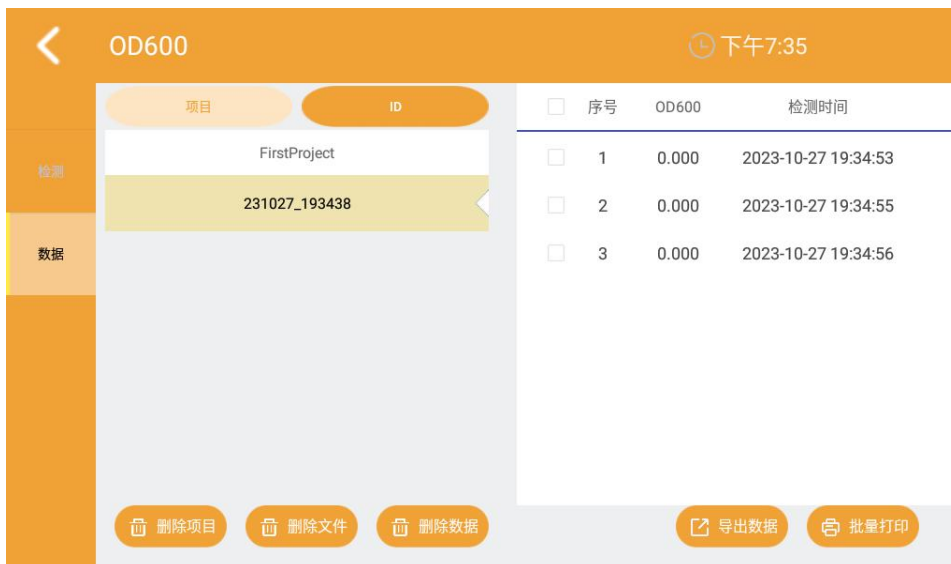 OD600 下午7:35
项目 ID
FirstProject
231027_193438
检测
数据
序号 OD600 检测时间
1 0.000 2023-10-27 19:34:53
2 0.000 2023-10-27 19:34:55
3 0.000 2023-10-27 19:34:56
删除项目 删除文件 删除数据 导出数据 批量打印